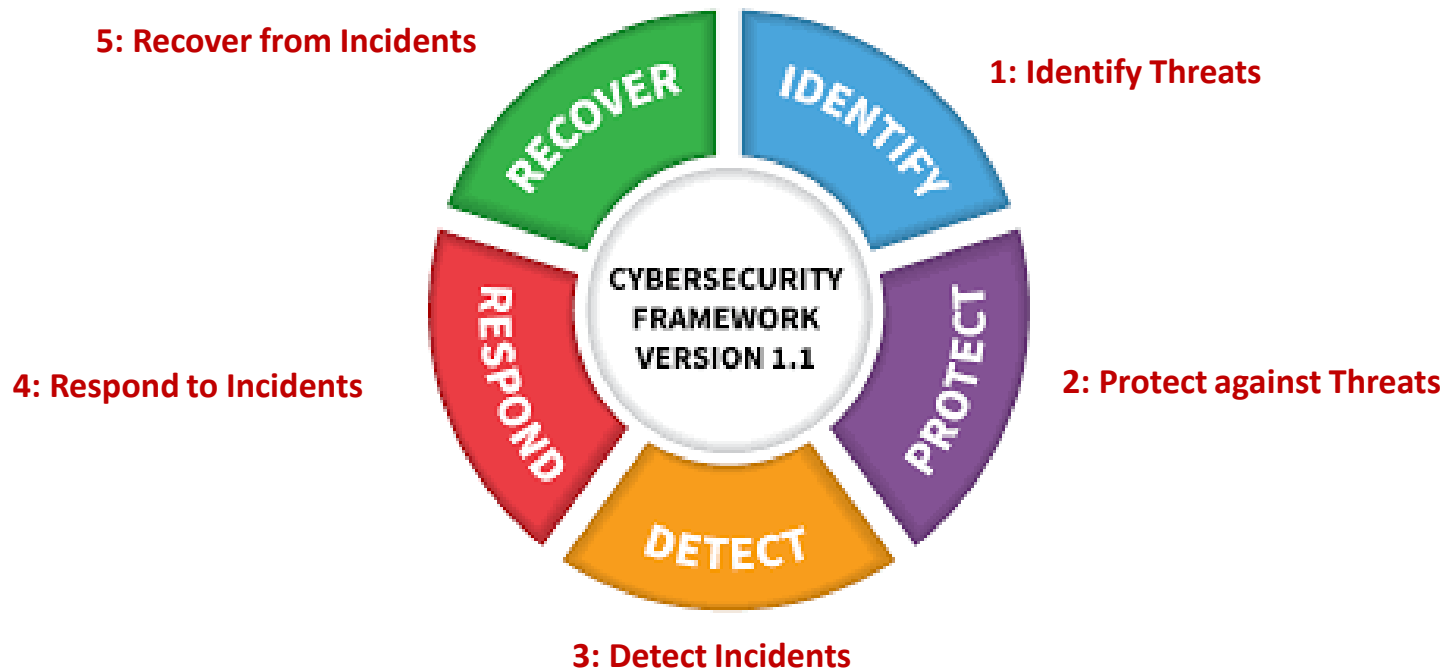 5: Recover from Incidents
1: Identify Threats
RECOVER
IDENTIFY
CYBERSECURITY
FRAMEWORK
VERSION 1.1
RESPOND
PROTECT
4: Respond to Incidents
2: Protect against Threats
DETECT
3: Detect Incidents